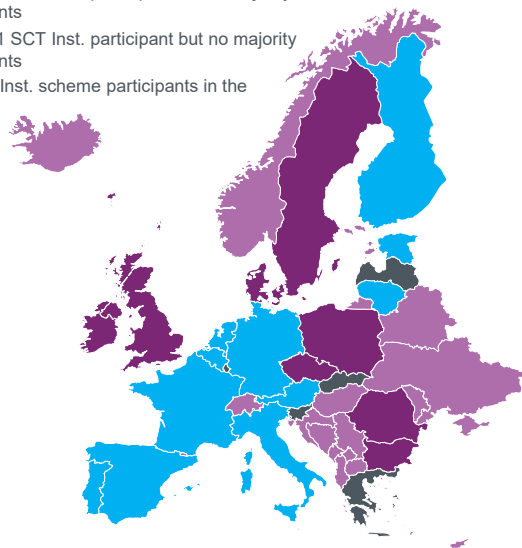 nts
1 SCT Inst. participant but no majority
nts
Inst. scheme participants in the